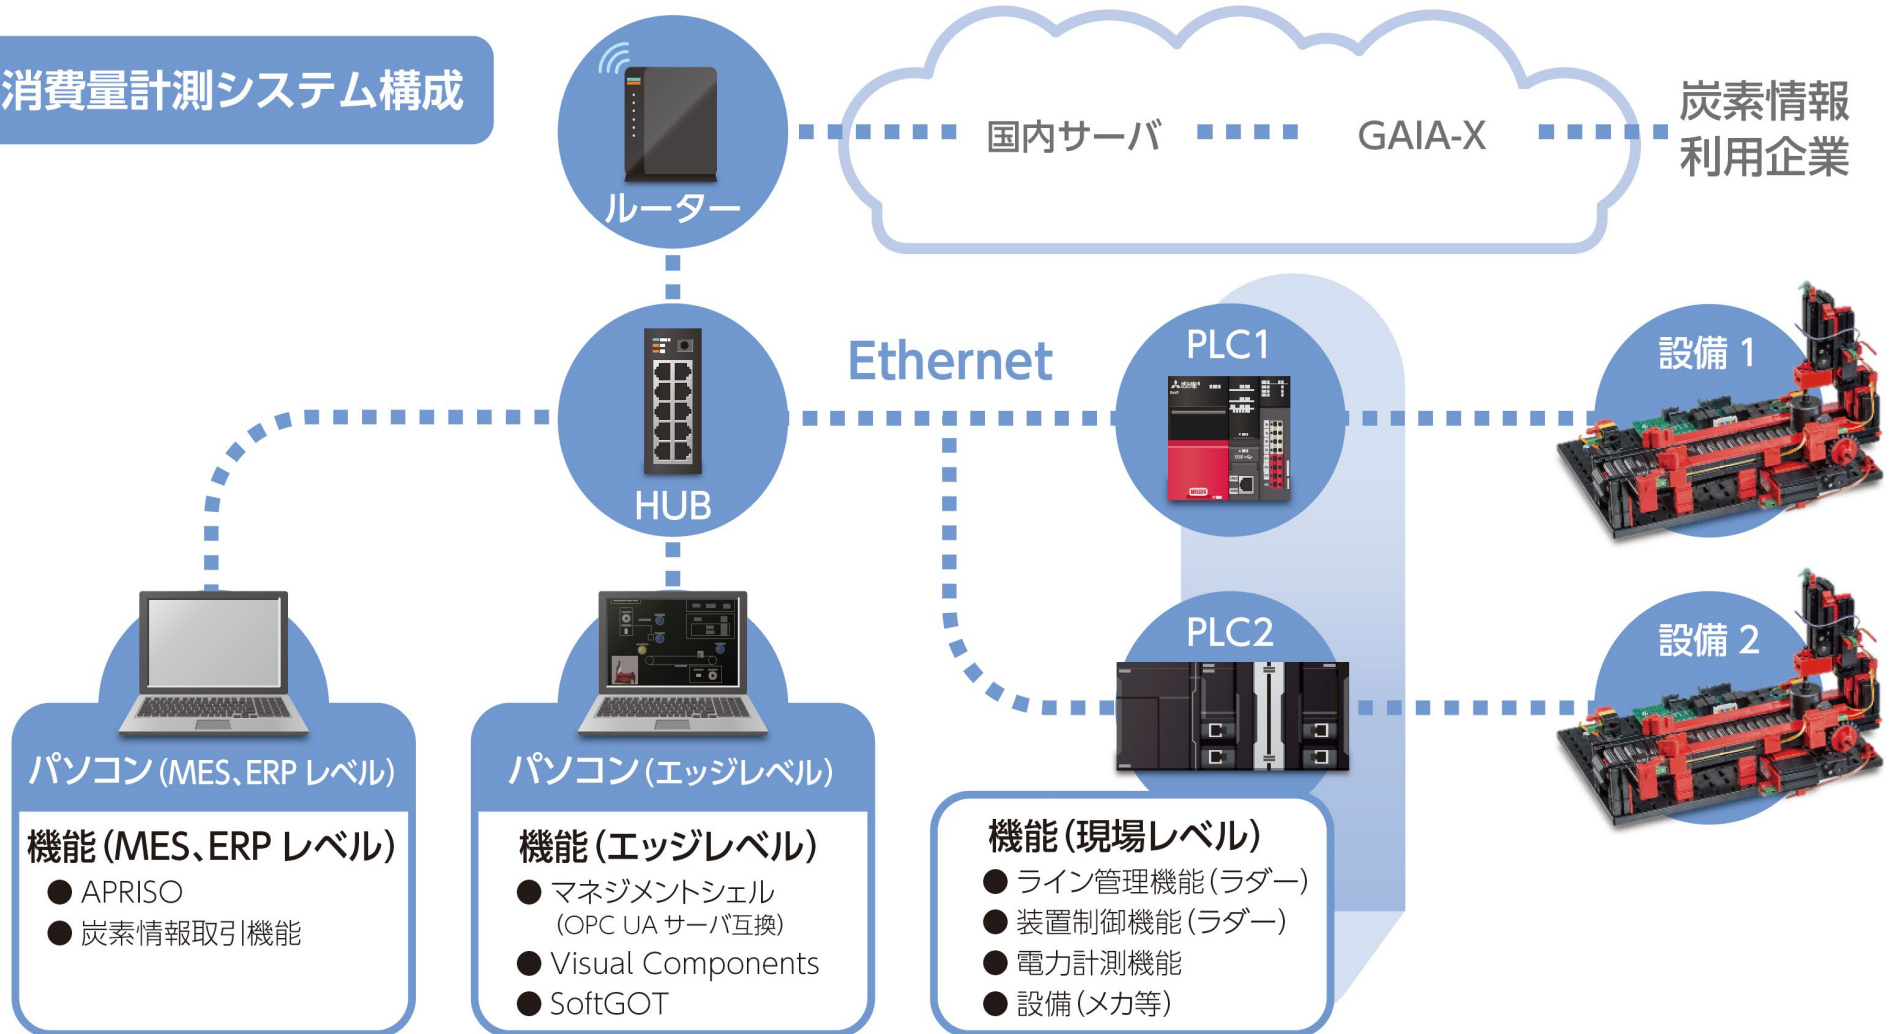 消費量計測システム構成
ルーター
国内サーバ
GAIA-X
炭素情報
利用企業
HUB
Ethernet
PLC1
設備 1
PLC2
設備 2
パソコン(MES、ERP レベル)
機能(MES、ERP レベル)
● APRISO
● 炭素情報取引機能
パソコン(エッジレベル)
機能(エッジレベル)
● マネジメントシェル
(OPC UA サーバ互換)
● Visual Components
● SoftGOT
機能(現場レベル)
● ライン管理機能(ラダー)
● 装置制御機能(ラダー)
● 電力計測機能
● 設備(メカ等)